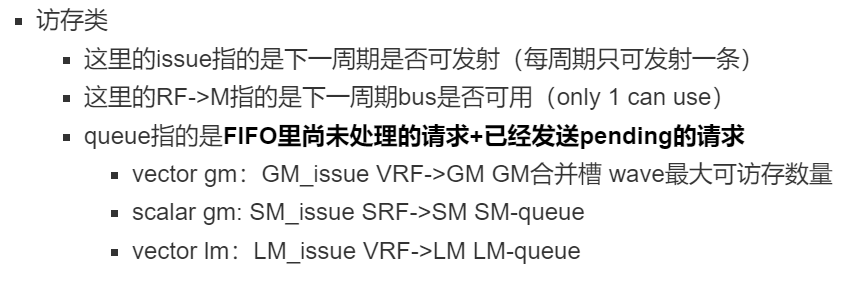 访存类
这里的issue指的是下一周期是否可发射（每周期只可发射一条）
这里的RF->M指的是下一周期bus是否可用（only 1 can use）
queue指的是FIFO里尚未处理的请求+已经发送pending的请求
vector gm：GM_issue VRF->GM GM合并槽 wave最大可访存数量
scalar gm: SM_issue SRF->SM SM-queue
vector lm：LM_issue VRF->LM LM-queue